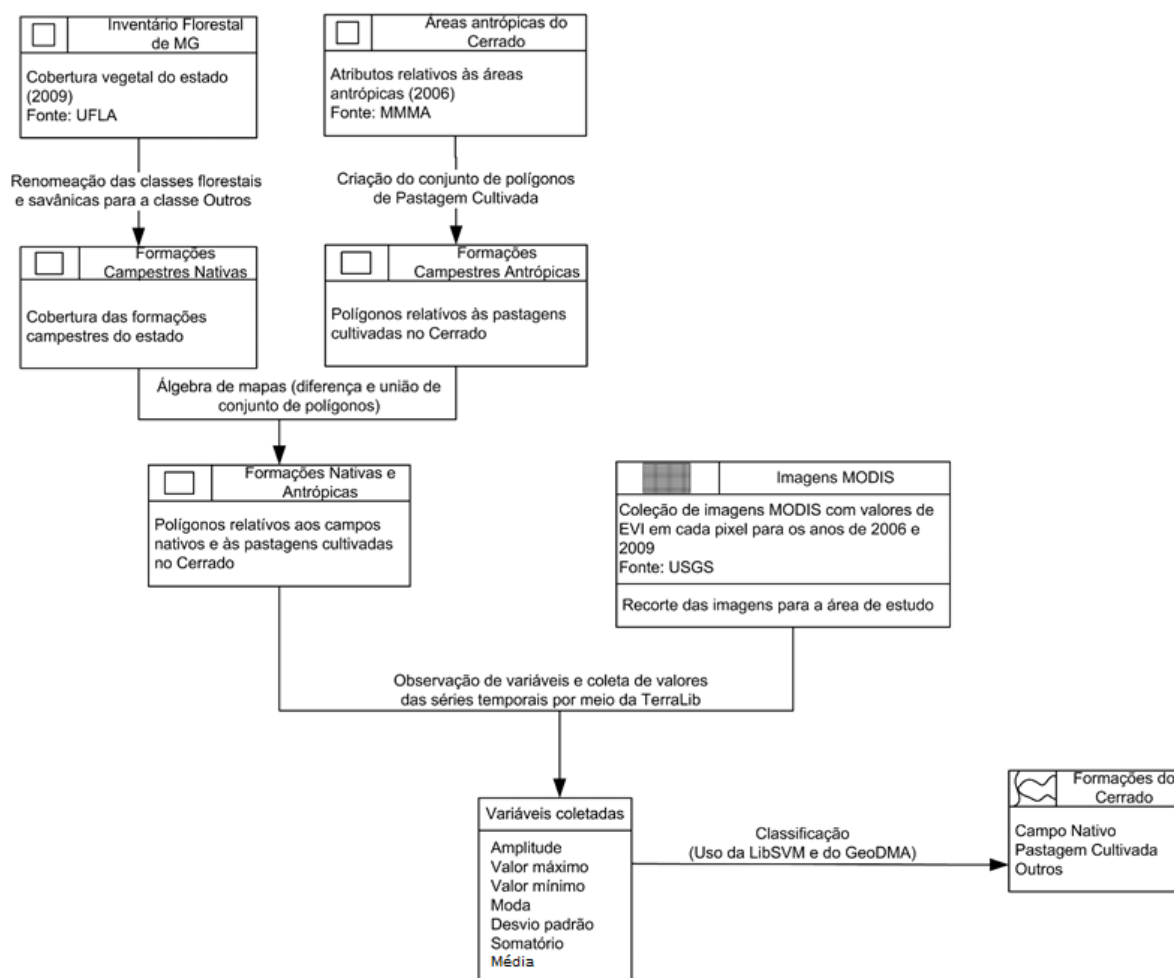 Inventário Florestal
de MG
Cobertura vegetal do estado
(2009)
Fonte: UFLA
Áreas antrópicas do
Cerrado
Atributos relativos às áreas
antrópicas (2006)
Fonte: MMMA
Renomeação das classes florestais
e savânicas para a classe Outros
Criação do conjunto de polígonos
de Pastagem Cultivada
Formações
Campestres Nativas
Cobertura das formações
campestres do estado
Formações
Campestres Antrópicas
Polígonos relatívos às pastagens
cultivadas no Cerrado
Álgebra de mapas (diferença e união de
conjunto de polígonos)
Formações Nativas e
Antrópicas
Polígonos relatívos aos campos
nativos e às pastagens cultivadas
no Cerrado
Imagens MODIS
Coleção de imagens MODIS com valores de
EVI em cada pixel para os anos de 2006 e
2009
Fonte: USGS
Recorte das imagens para a área de estudo
Observação de variáveis e coleta de valores
das séries temporais por meio da TerraLib
Variáveis coletadas
Amplitude
Valor máximo
Valor mínimo
Moda
Desvio padrão
Somatório
Média
Classificação
(Uso da LibSVM e do GeoDMA)
Formações do
Cerrado
Campo Nativo
Pastagem Cultivada
Outros